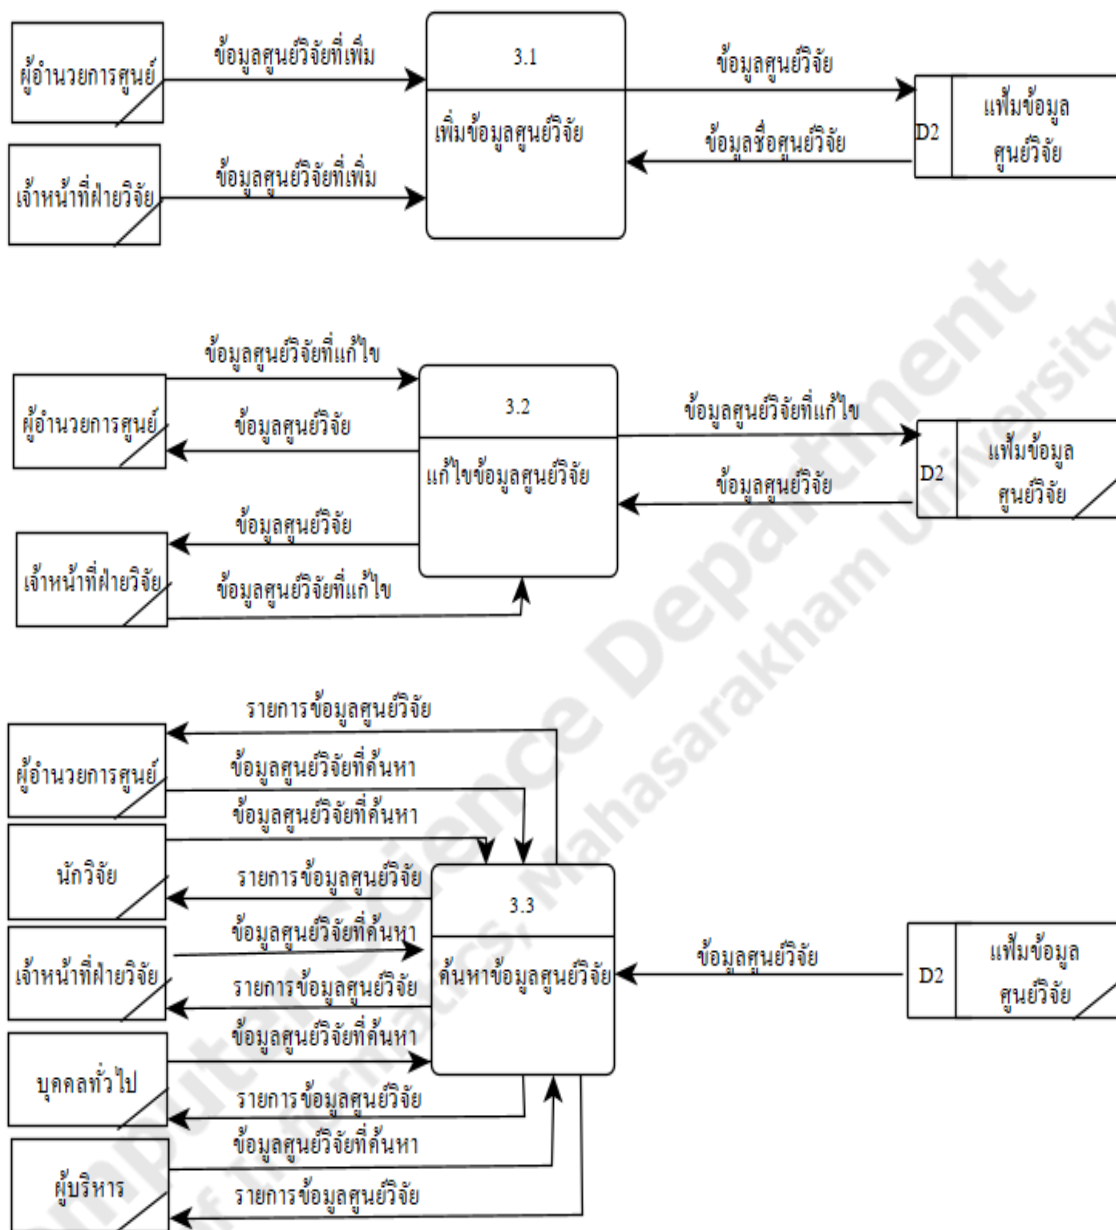 ผู้อำนวยการศูนย์
ข้อมูลศูนย์วิจัยที่เพิ่ม
3.1
เพิ่มข้อมูลศูนย์วิจัย
ข้อมูลศูนย์วิจัย
D2
แฟ้มข้อมูล
ศูนย์วิจัย
ข้อมูลชื่อศูนย์วิจัย
เจ้าหน้าที่ฝ่ายวิจัย
ข้อมูลศูนย์วิจัยที่เพิ่ม
ผู้อำนวยการศูนย์
ข้อมูลศูนย์วิจัยที่แก้ไข
ข้อมูลศูนย์วิจัย
3.2
แก้ไขข้อมูลศูนย์วิจัย
ข้อมูลศูนย์วิจัยที่แก้ไข
ข้อมูลศูนย์วิจัย
D2
แฟ้มข้อมูล
ศูนย์วิจัย
เจ้าหน้าที่ฝ่ายวิจัย
ข้อมูลศูนย์วิจัย
ข้อมูลศูนย์วิจัยที่แก้ไข
รายการข้อมูลศูนย์วิจัย
ผู้อำนวยการศูนย์
ข้อมูลศูนย์วิจัยที่ค้นหา
ข้อมูลศูนย์วิจัยที่ค้นหา
นักวิจัย
รายการข้อมูลศูนย์วิจัย
3.3
ค้นหาข้อมูลศูนย์วิจัย
ข้อมูลศูนย์วิจัย
D2
แฟ้มข้อมูล
ศูนย์วิจัย
ข้อมูลศูนย์วิจัยที่ค้นหา
เจ้าหน้าที่ฝ่ายวิจัย
รายการข้อมูลศูนย์วิจัย
ข้อมูลศูนย์วิจัยที่ค้นหา
บุคคลทั่วไป
รายการข้อมูลศูนย์วิจัย
ข้อมูลศูนย์วิจัยที่ค้นหา
ผู้บริหาร
รายการข้อมูลศูนย์วิจัย
omputer Science Department
of Informatics, Mahasarakham University